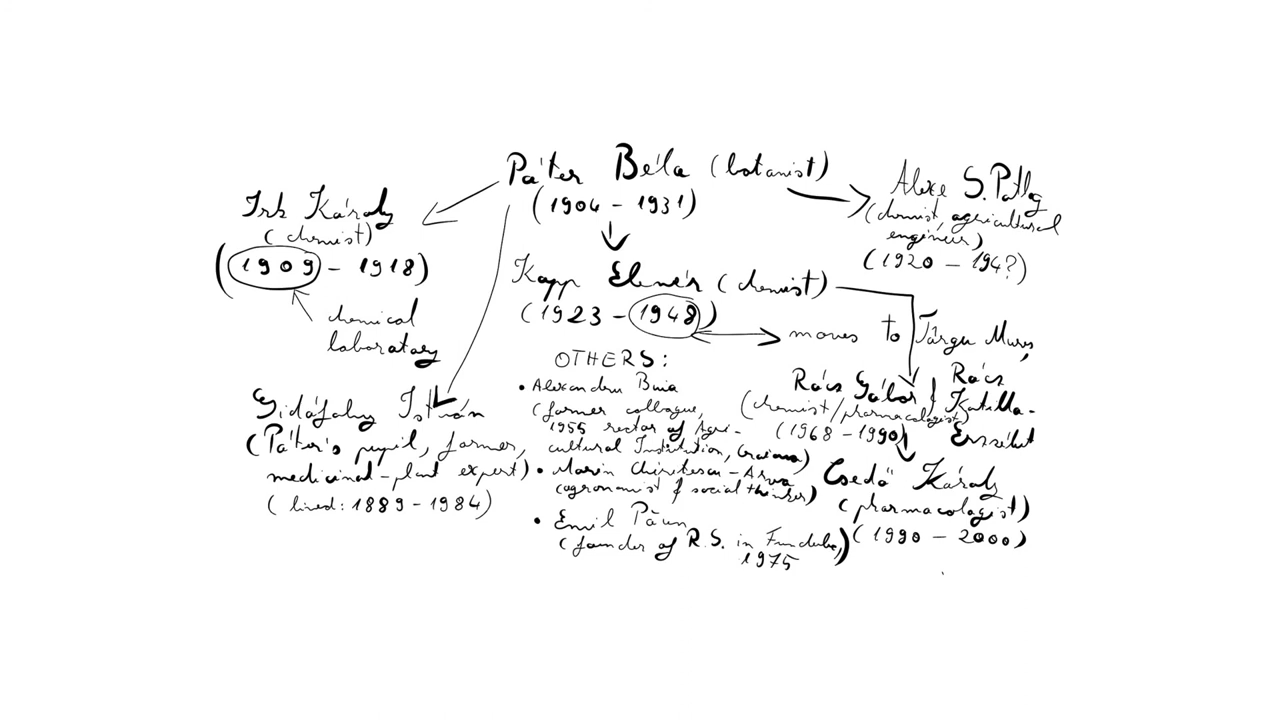 Páter Béla (botanist)
(1904 - 1931)
Irk Károly
(chemist)
(1909 - 1918)
chemical
laboratory
Alexe S. Potlog
(chemist, agricultural
engineer)
(1920 - 194?)
Kopp Elemér (chemist)
(1923 - 1948)
moves to Târgu Mureș
Gidófalvy István
(Páter's pupil, farmer,
medicinal-plant expert)
(lived: 1889 - 1984)
OTHERS:
• Alexandru Buia
(former colleague,
1955 rector of Agri-
cultural Institution, Craiova)
• Marin Chirițescu-Arva
(agronomist & social thinker)
• Emil Păun
(founder of R.S. in Fundulea,
1975
Rácz Gábor & Rácz
Kotilla-
Erzsébet
(chemist/pharmacologist)
(1968 - 1990)
Csedő Károly
(pharmacologist)
(1990 - 2000)